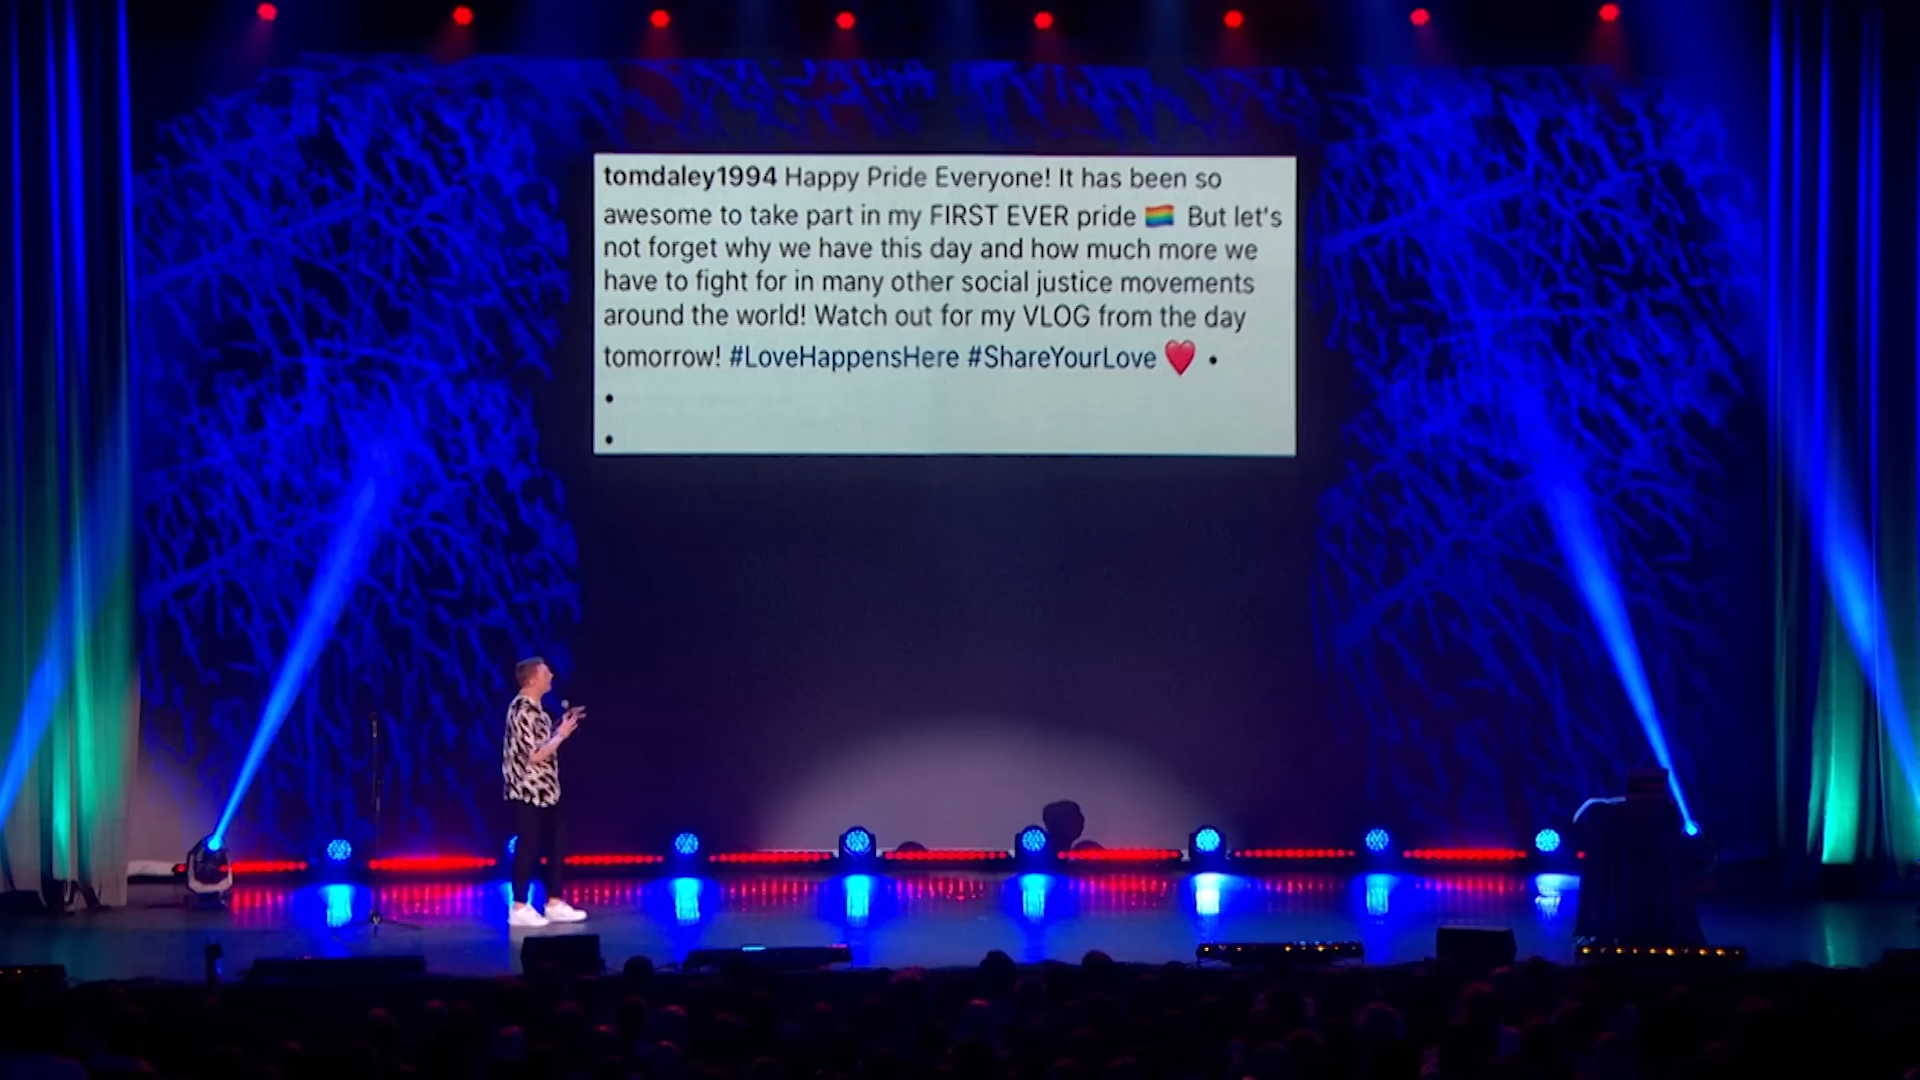 tomdaley1994 Happy Pride Everyone! It has been so
awesome to take part in my FIRST EVER pride 🏳️‍🌈 But let's
not forget why we have this day and how much more we
have to fight for in many other social justice movements
around the world! Watch out for my VLOG from the day
tomorrow! #LoveHappensHere #ShareYourLove ❤️ •
•
•